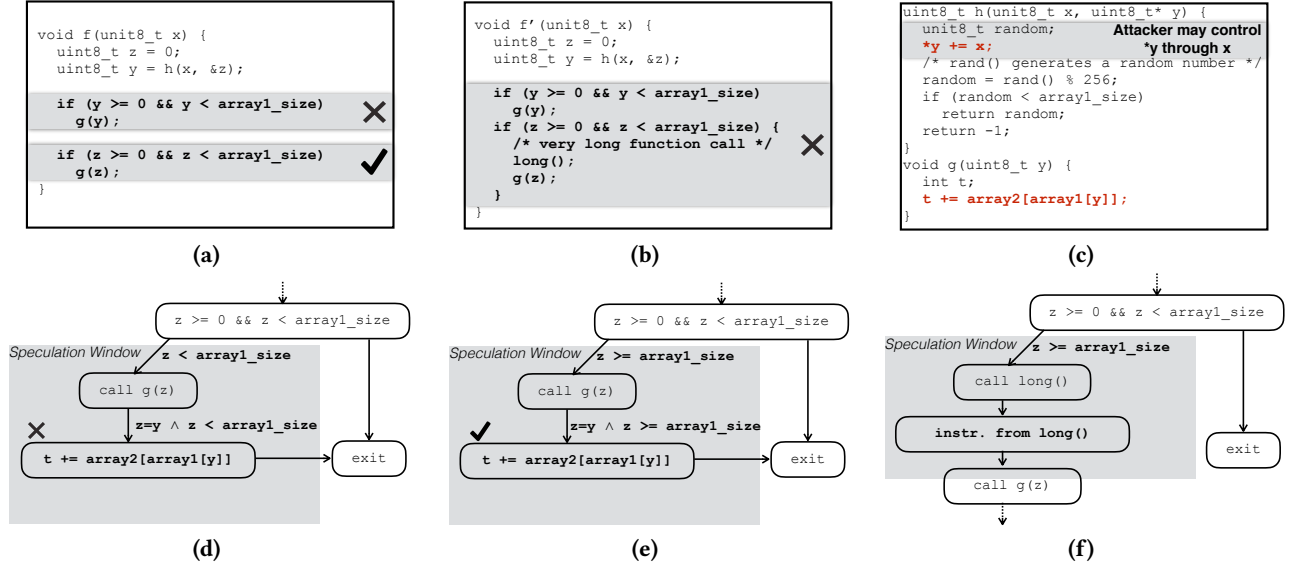 void f(unit8_t x) {
uint8_t z = 0;
uint8_t y = h(x, &z);
if (y >= 0 && y < array1_size)
g(y);
if (z >= 0 && z < array1_size)
g(z);
}
(a)
void f’(unit8_t x) {
uint8_t z = 0;
uint8_t y = h(x, &z);
if (y >= 0 && y < array1_size)
g(y);
if (z >= 0 && z < array1_size) {
/* very long function call */
long();
g(z);
}
}
(b)
uint8_t h(unit8_t x, uint8_t* y) {
unit8_t random;
*y += x;
Attacker may control
*y through x
/* rand() generates a random number */
random = rand() % 256;
if (random < array1_size)
return random;
return -1;
}
void g(uint8_t y) {
int t;
t += array2[array1[y]];
}
(c)
z >= 0 && z < array1_size
Speculation Window
z < array1_size
call g(z)
z=y ∧ z < array1_size
t += array2[array1[y]]
exit
(d)
z >= 0 && z < array1_size
Speculation Window
z >= array1_size
call g(z)
z=y ∧ z >= array1_size
t += array2[array1[y]]
exit
(e)
z >= 0 && z < array1_size
Speculation Window
z >= array1_size
call long()
instr. from long()
exit
call g(z)
(f)